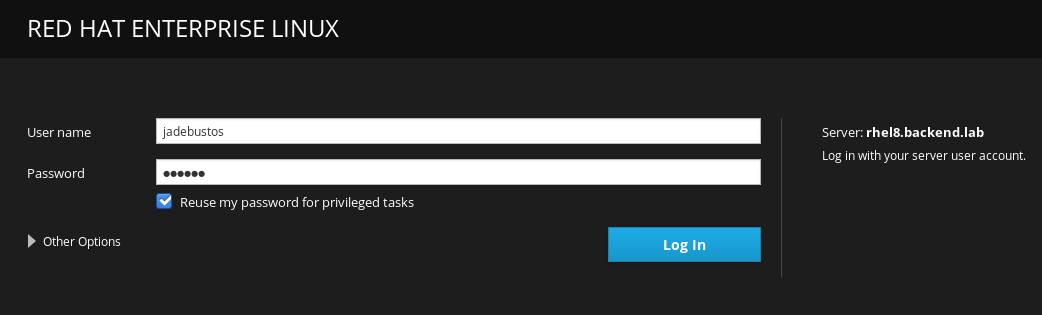 RED HAT ENTERPRISE LINUX
User name
jadebustos
Server: rhel8.backend.lab
Log in with your server user account.
Password
••••••
Reuse my password for privileged tasks
Other Options
Log In